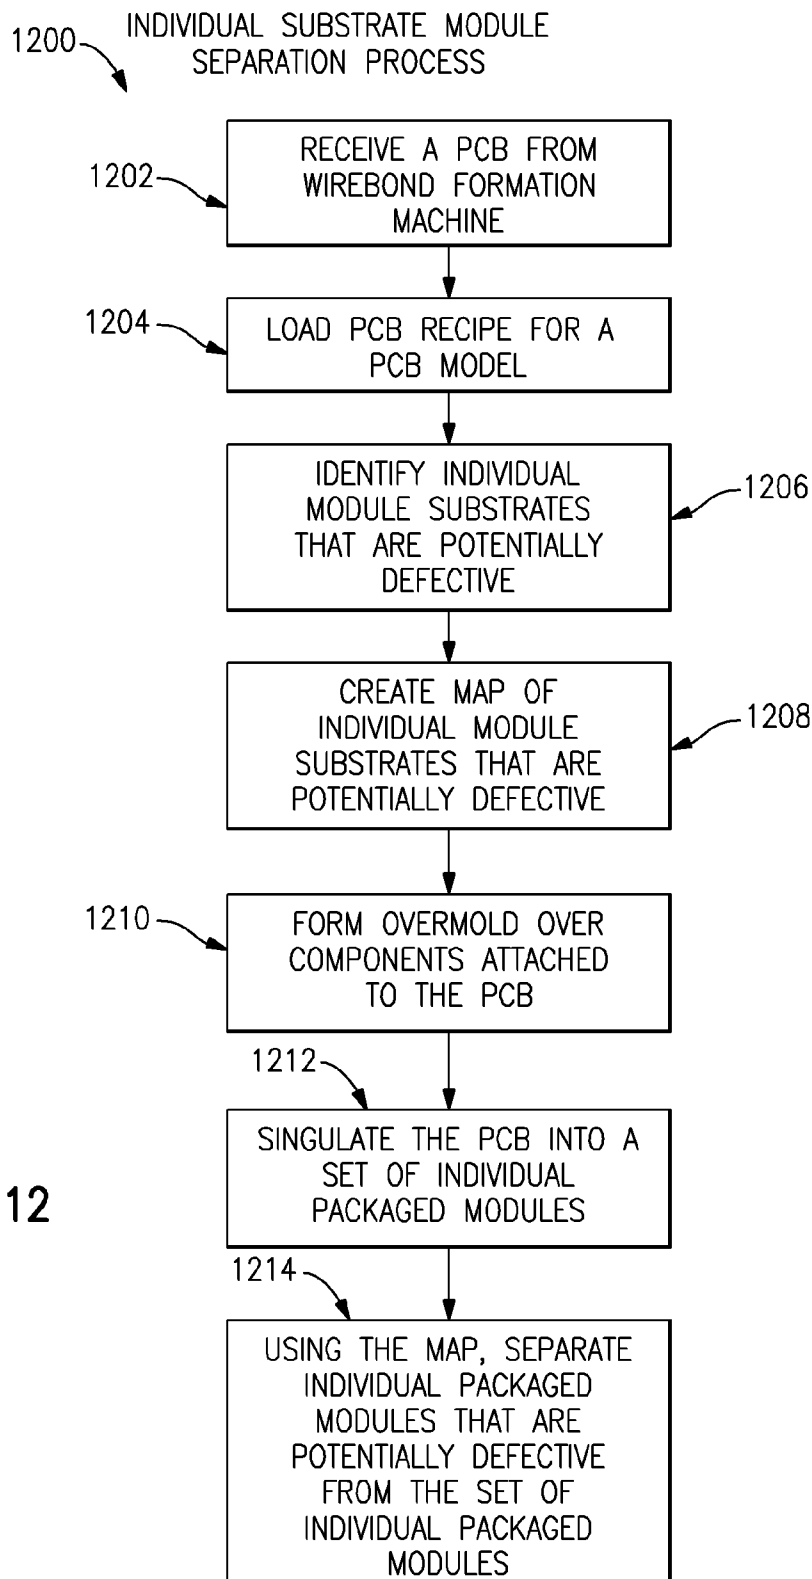 INDIVIDUAL SUBSTRATE MODULE
SEPARATION PROCESS
1200
RECEIVE A PCB FROM
WIREBOND FORMATION
MACHINE
1202
LOAD PCB RECIPE FOR A
PCB MODEL
1204
IDENTIFY INDIVIDUAL
MODULE SUBSTRATES
THAT ARE POTENTIALLY
DEFECTIVE
1206
CREATE MAP OF
INDIVIDUAL MODULE
SUBSTRATES THAT ARE
POTENTIALLY DEFECTIVE
1208
FORM OVERMOLD OVER
COMPONENTS ATTACHED
TO THE PCB
1210
1212
SINGULATE THE PCB INTO A
SET OF INDIVIDUAL
PACKAGED MODULES
12
1214
USING THE MAP, SEPARATE
INDIVIDUAL PACKAGED
MODULES THAT ARE
POTENTIALLY DEFECTIVE
FROM THE SET OF
INDIVIDUAL PACKAGED
MODULES